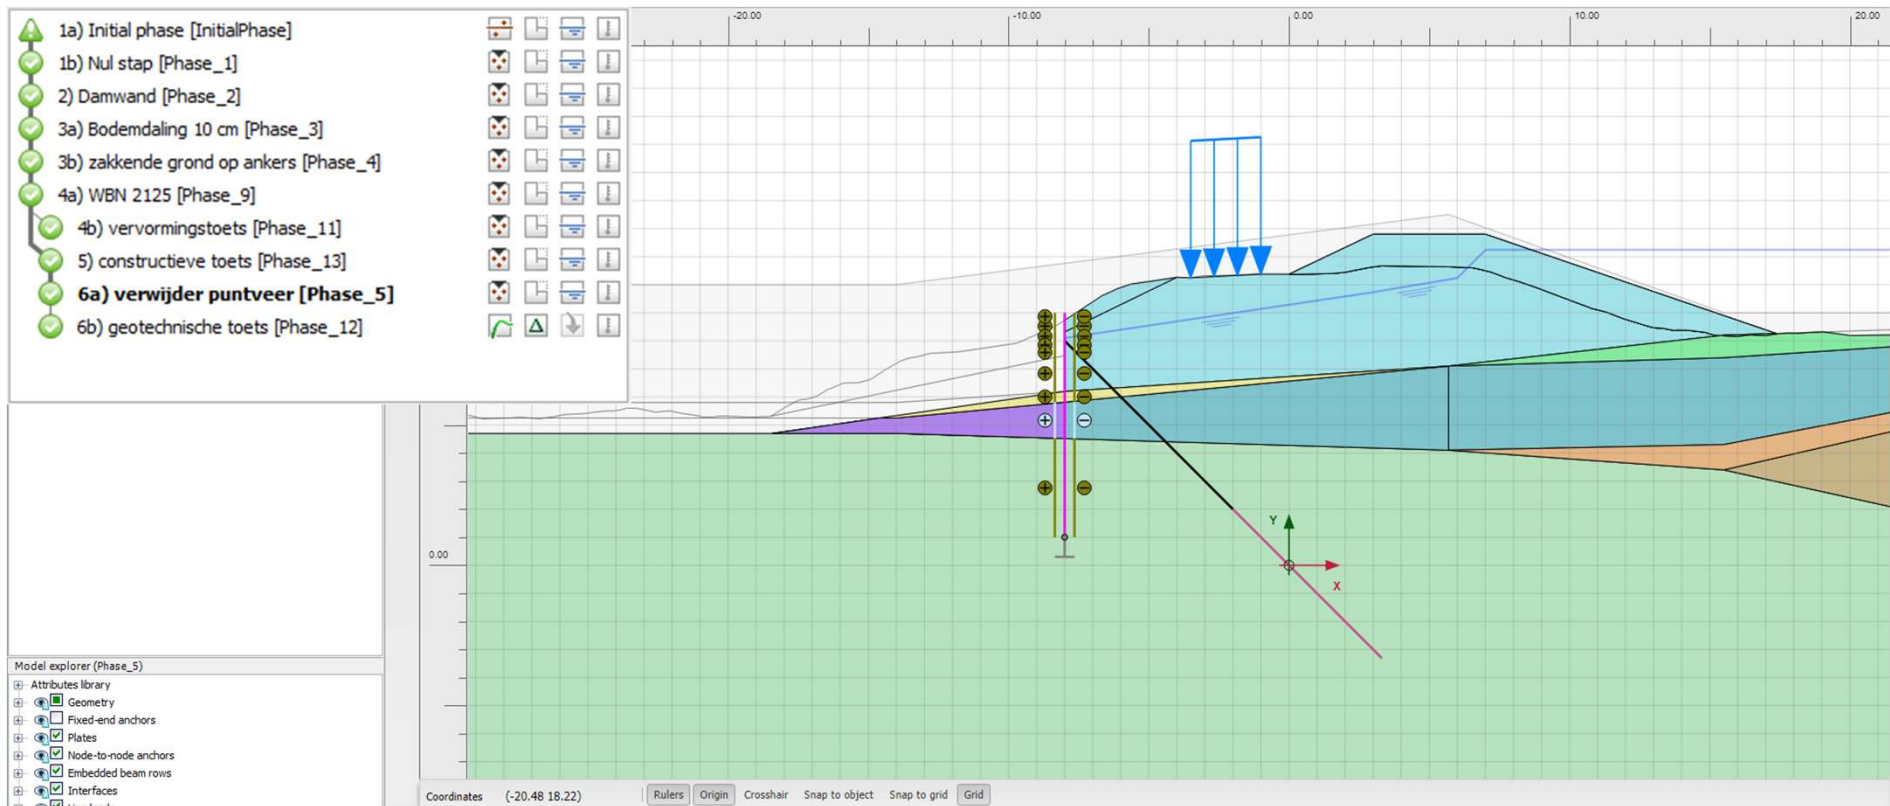 1a) Initial phase [InitialPhase]
1b) Nul stap [Phase_1]
2) Damwand [Phase_2]
3a) Bodemdaling 10 cm [Phase_3]
3b) zakkende grond op ankers [Phase_4]
4a) WBN 2125 [Phase_9]
4b) vervormingstoets [Phase_11]
5) constructieve toets [Phase_13]
6a) verwijder puntveer [Phase_5]
6b) geotechnische toets [Phase_12]
-20.00 -10.00 0.00 10.00 20.00
0.00
Y
X
Model explorer (Phase_5)
Attributes library
Geometry
Fixed-end anchors
Plates
Node-to-node anchors
Embedded beam rows
Interfaces
Coordinates (-20.48 18.22) Rulers Origin Crosshair Snap to object Snap to grid Grid